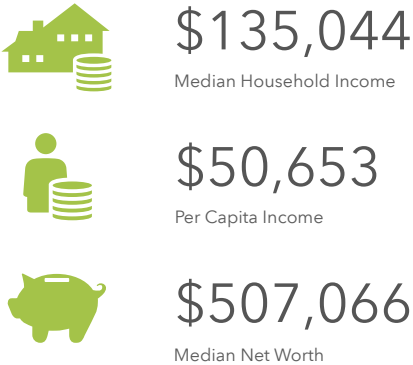 $135,044
Median Household Income
$50,653
Per Capita Income
$507,066
Median Net Worth